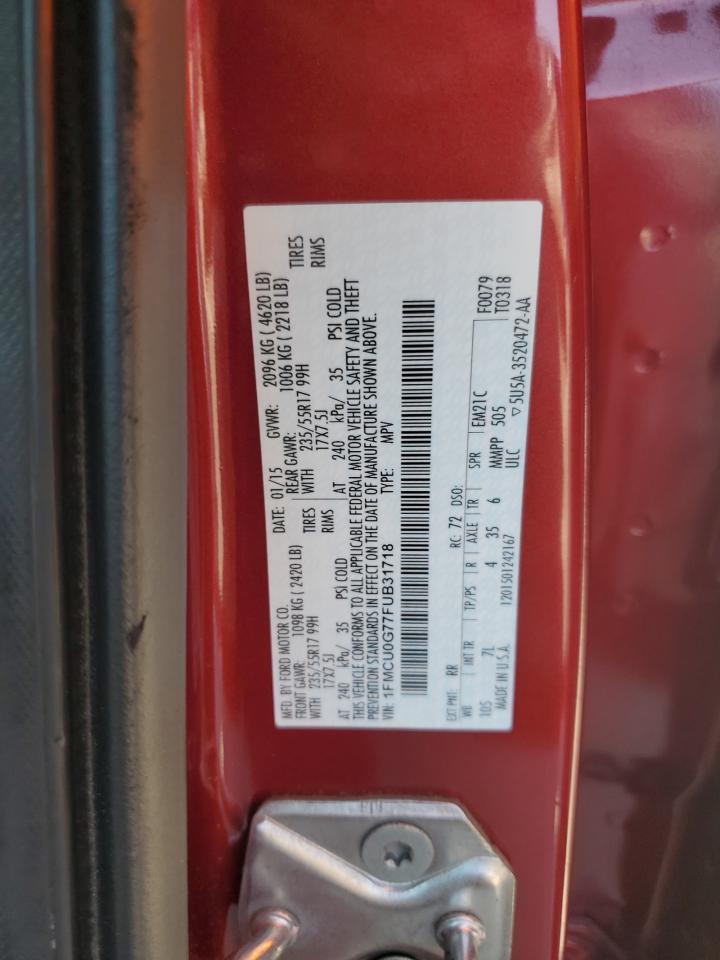 MFD. BY FORD MOTOR CO.
DATE: 01/15 GVWR: 2096 KG ( 4620 LB)
FRONT GAWR: 1098 KG ( 2420 LB) REAR GAWR: 1006 KG ( 2218 LB)
WITH 235/55R17 99H TIRES WITH 235/55R17 99H TIRES
17X7.5J RIMS 17X7.5J RIMS
AT 240 kPa/ 35 PSI COLD AT 240 kPa/ 35 PSI COLD
THIS VEHICLE CONFORMS TO ALL APPLICABLE FEDERAL MOTOR VEHICLE SAFETY AND THEFT
PREVENTION STANDARDS IN EFFECT ON THE DATE OF MANUFACTURE SHOWN ABOVE.
VIN: 1FMCU0G77FUB31718 TYPE: MPV
EXT PNT: RR RC: 72 DSO: F0079
WB INT TR TP/PS R AXLE TR SPR EM21C T0318
105 7L 4 35 6 MMPP 505
MADE IN U.S.A. 1201501242167 ULC ▽5U5A-3520472-AA